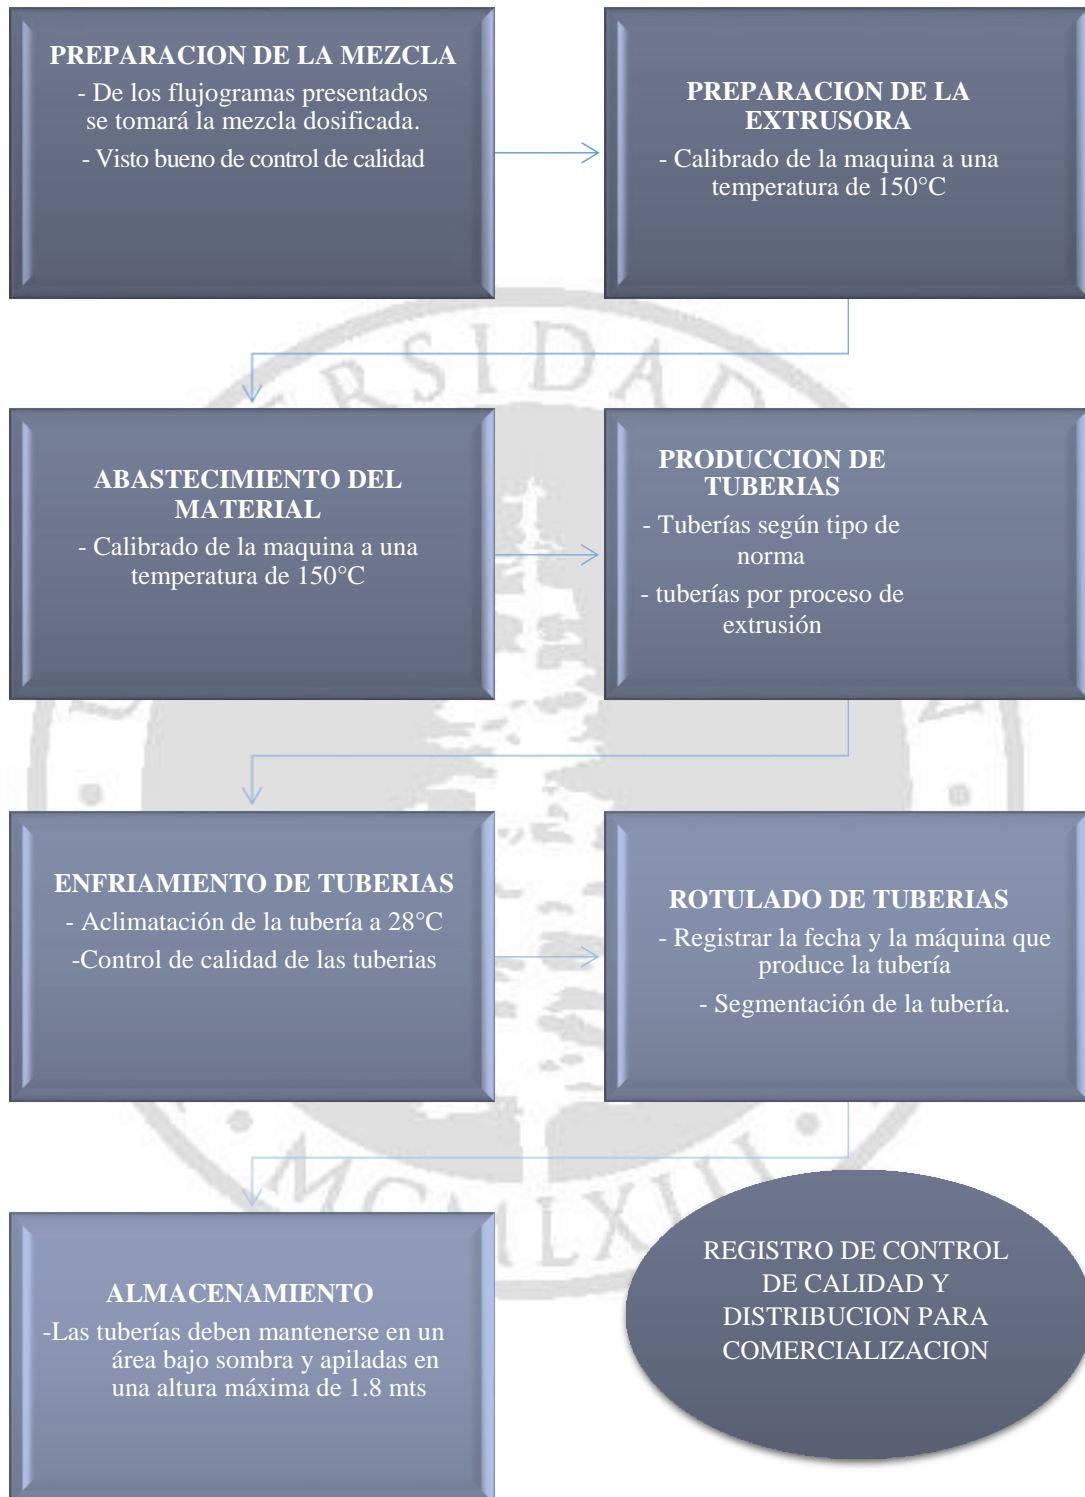 PREPARACION DE LA MEZCLA
- De los flujogramas presentados
se tomará la mezcla dosificada.
- Visto bueno de control de calidad
PREPARACION DE LA
EXTRUSORA
- Calibrado de la maquina a una
temperatura de 150°C
ABASTECIMIENTO DEL
MATERIAL
- Calibrado de la maquina a una
temperatura de 150°C
PRODUCCION DE
TUBERIAS
- Tuberías según tipo de
norma
- tuberías por proceso de
extrusión
ENFRIAMIENTO DE TUBERIAS
- Aclimatación de la tubería a 28°C
-Control de calidad de las tuberias
ROTULADO DE TUBERIAS
- Registrar la fecha y la máquina que
produce la tubería
- Segmentación de la tubería.
ALMACENAMIENTO
-Las tuberías deben mantenerse en un
área bajo sombra y apiladas en
una altura máxima de 1.8 mts
REGISTRO DE CONTROL
DE CALIDAD Y
DISTRIBUCION PARA
COMERCIALIZACION
MCMLXIII